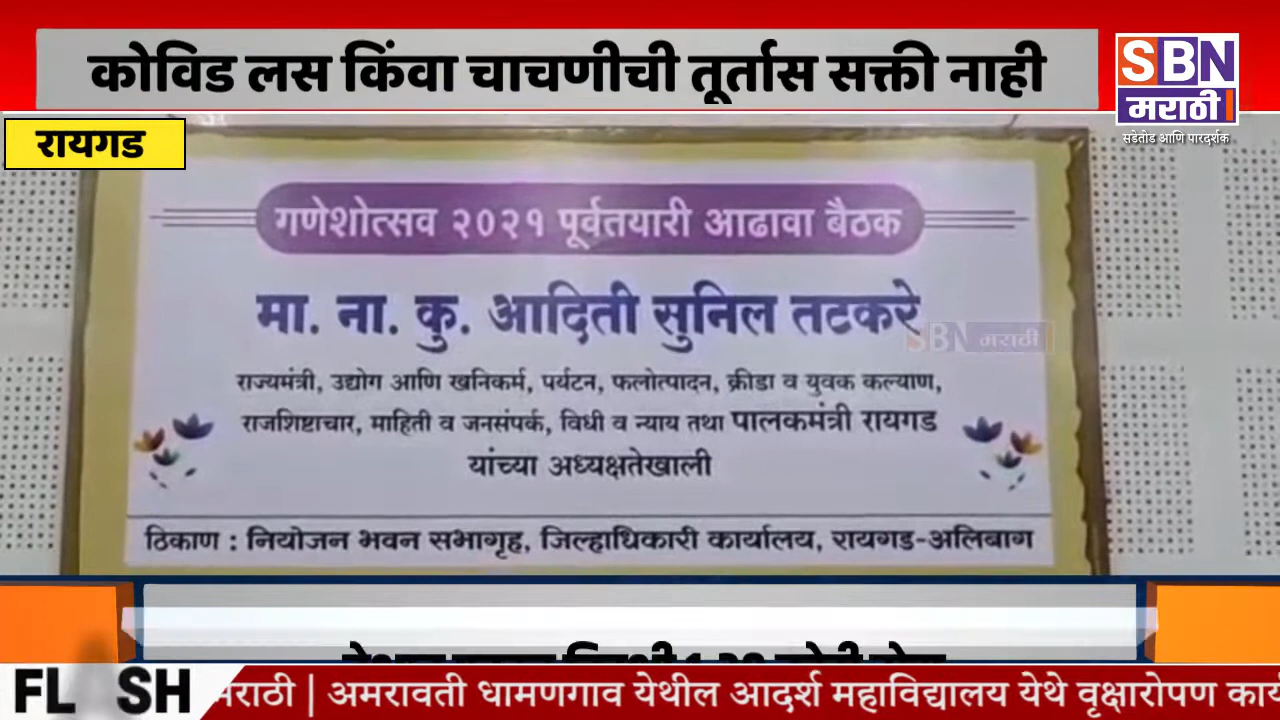 कोविड लस किंवा चाचणीची तूर्तास सक्ती नाही
SBN
मराठी
सडेतोड आणि पारदर्शक
रायगड
गणेशोत्सव २०२१ पूर्वतयारी आढावा बैठक
मा. ना. कु. आदिती सुनिल तटकरे
SBN मराठी
राज्यमंत्री, उद्योग आणि खनिकर्म, पर्यटन, फलोत्पादन, क्रीडा व युवक कल्याण,
राजशिष्टाचार, माहिती व जनसंपर्क, विधी व न्याय तथा पालकमंत्री रायगड
यांच्या अध्यक्षतेखाली
ठिकाण : नियोजन भवन सभागृह, जिल्हाधिकारी कार्यालय, रायगड-अलिबाग
FLASH
मराठी | अमरावती धामणगाव येथील आदर्श महाविद्यालय येथे वृक्षारोपण